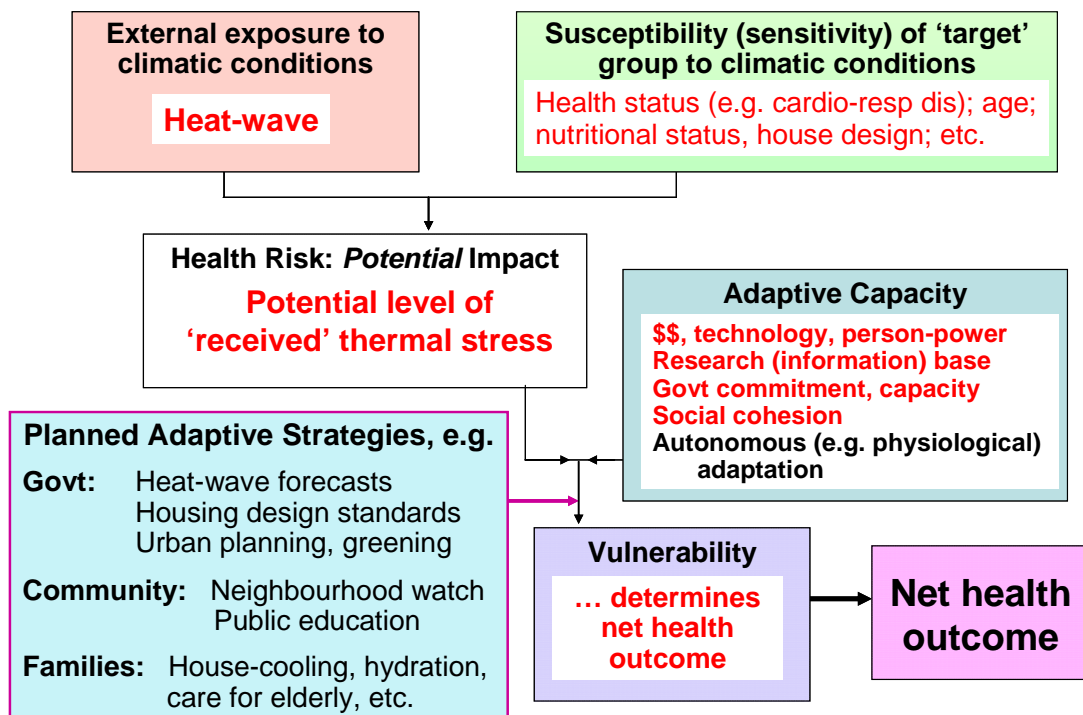 External exposure to
climatic conditions
Heat-wave
Susceptibility (sensitivity) of ‘target’
group to climatic conditions
Health status (e.g. cardio-resp dis); age;
nutritional status, house design; etc.
Health Risk: Potential Impact
Potential level of
‘received’ thermal stress
Adaptive Capacity
$$, technology, person-power
Research (information) base
Govt commitment, capacity
Social cohesion
Autonomous (e.g. physiological)
adaptation
Planned Adaptive Strategies, e.g.
Govt: Heat-wave forecasts
Housing design standards
Urban planning, greening
Community: Neighbourhood watch
Public education
Families: House-cooling, hydration,
care for elderly, etc.
Vulnerability
… determines
net health
outcome
Net health
outcome